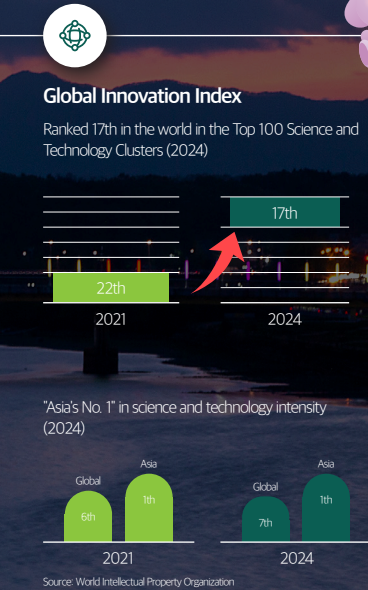 Global Innovation Index
Ranked 17th in the world in the Top 100 Science and
Technology Clusters (2024)
22th
17th
2021
2024
"Asia's No. 1" in science and technology intensity
(2024)
Global
6th
Asia
1th
Global
7th
Asia
1th
2021
2024
Source: World Intellectual Property Organization